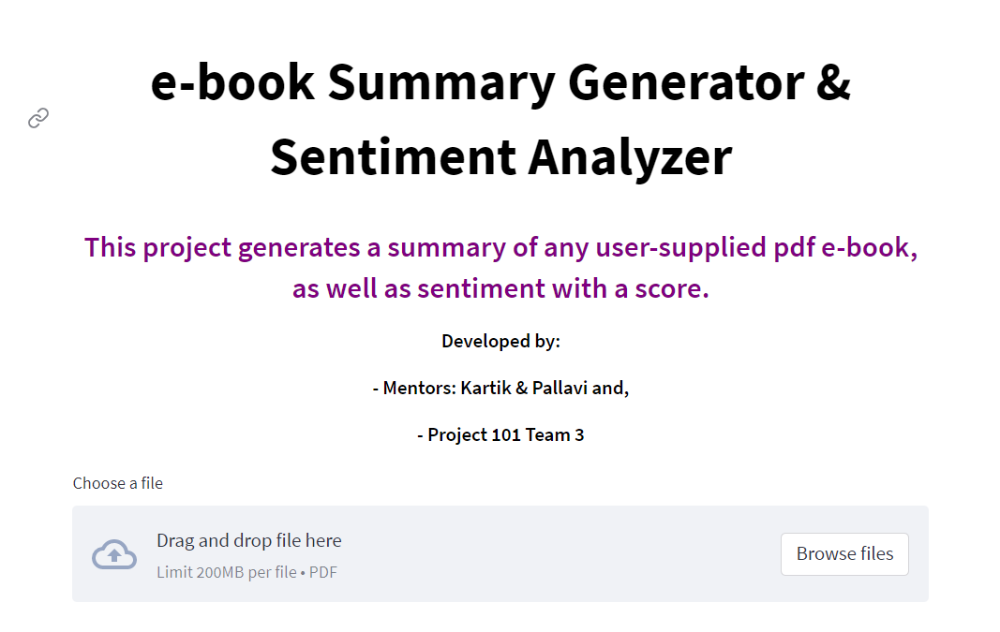 e-book Summary Generator &
Sentiment Analyzer
This project generates a summary of any user-supplied pdf e-book,
as well as sentiment with a score.
Developed by:
- Mentors: Kartik & Pallavi and,
- Project 101 Team 3
Choose a file
Drag and drop file here
Limit 200MB per file • PDF
Browse files